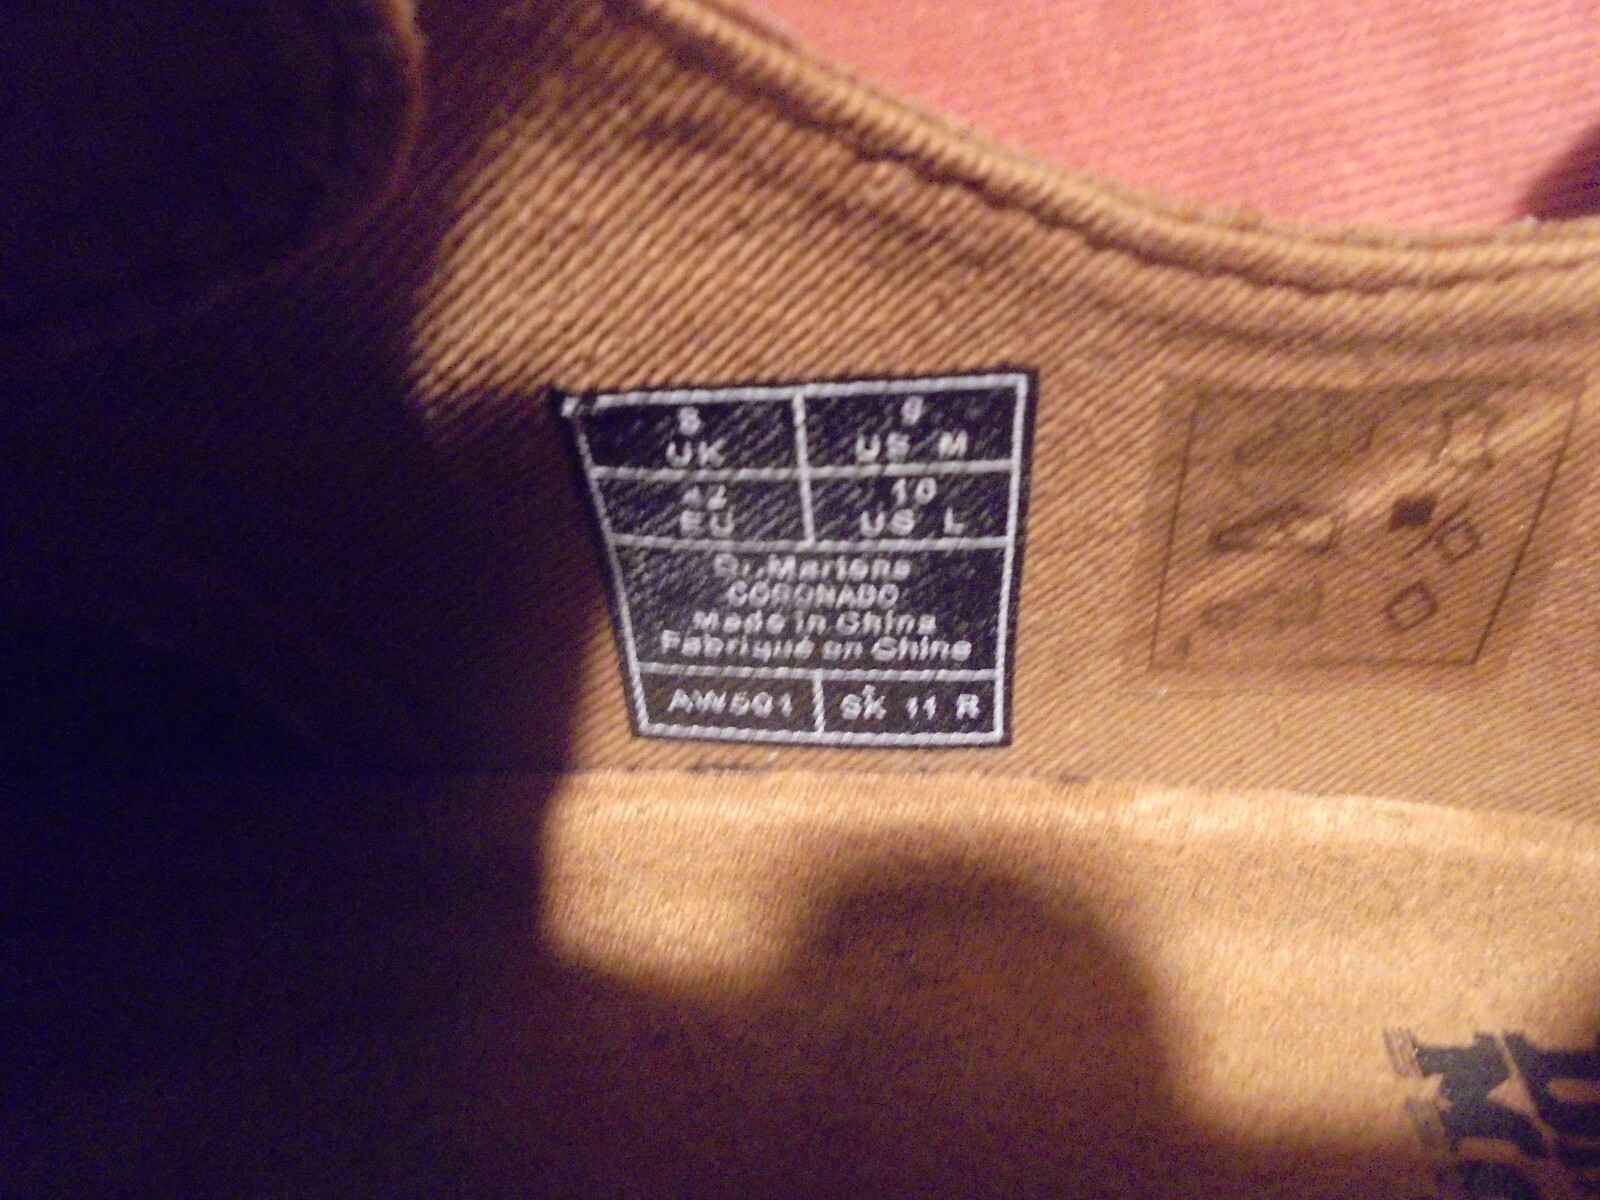 8 9
UK US M
42 10
EU US L
Dr. Martens
CORONADO
Made in China
Fabriqué en Chine
AW501 SK 11 R